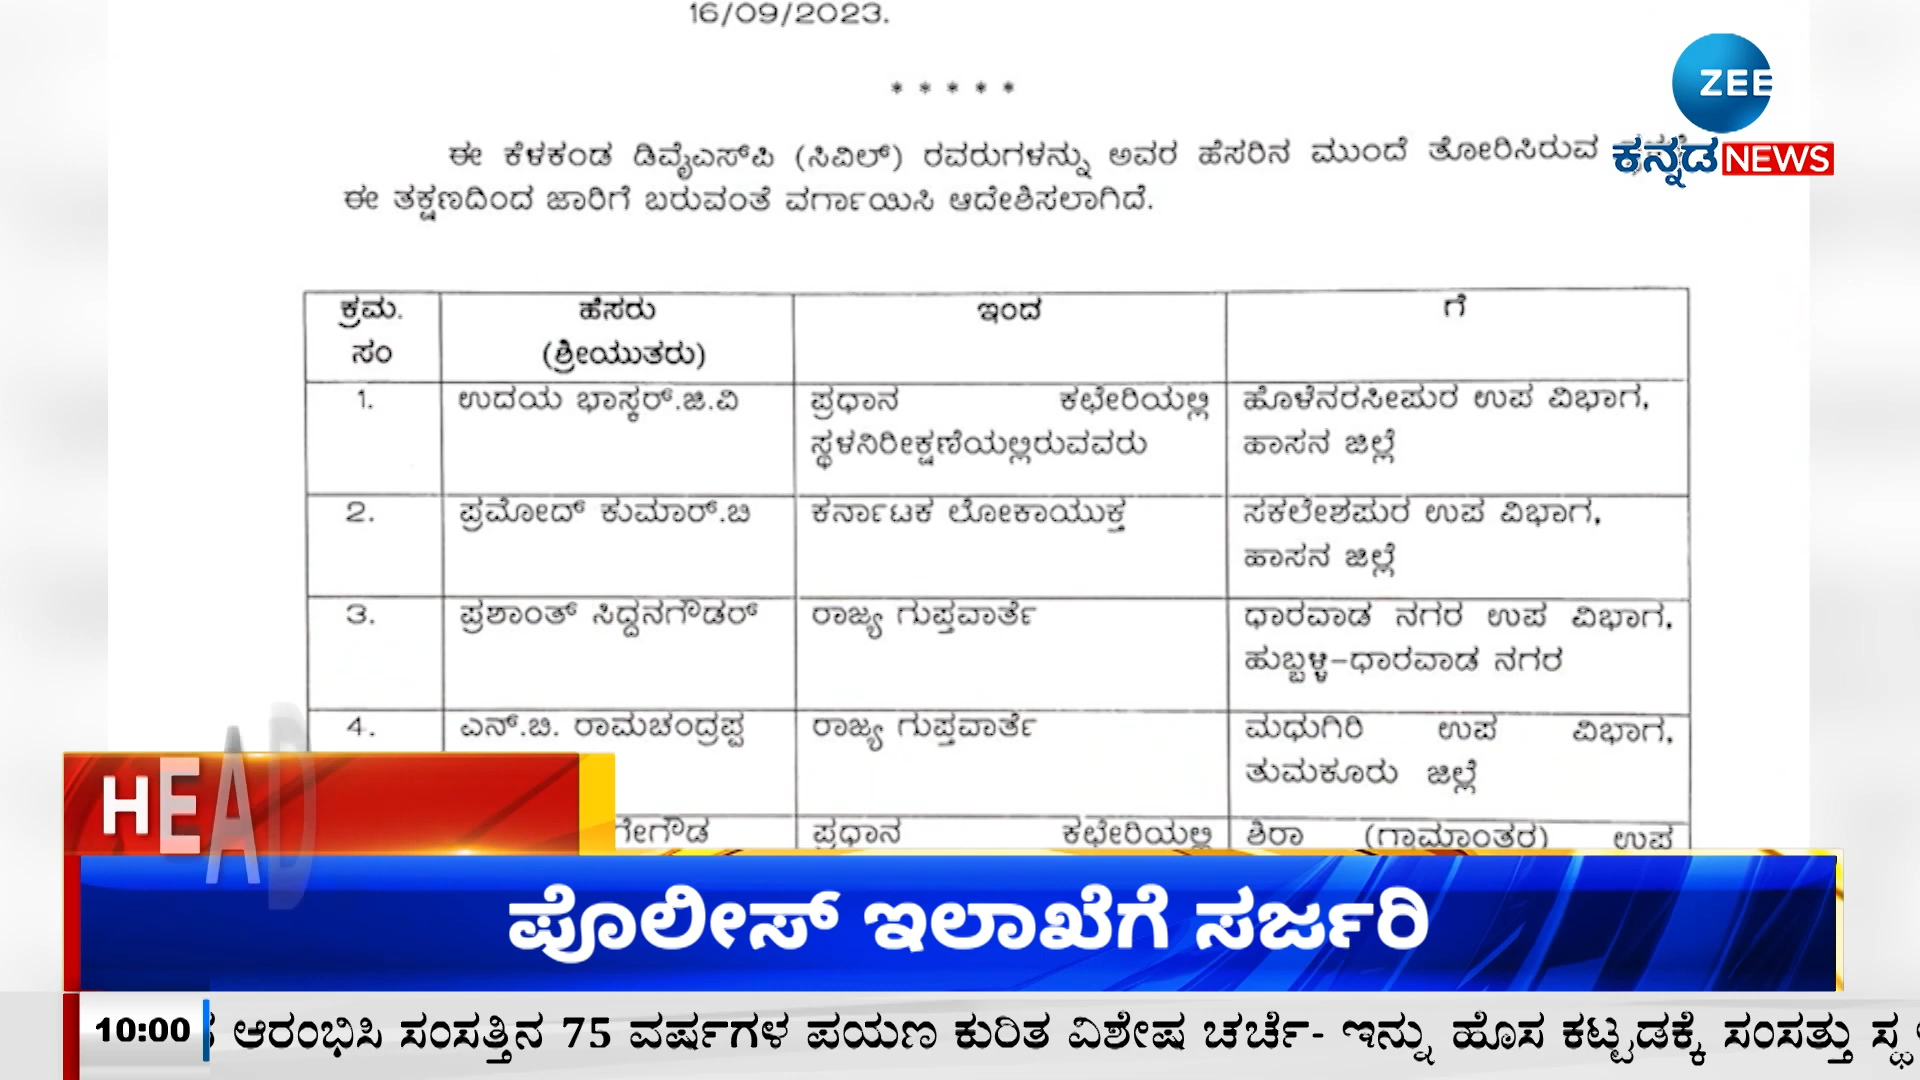 16/09/2023.
* * * * *
ZEE
ಕನ್ನಡ NEWS
ಈ ಕೆಳಕಂಡ ಡಿವೈಎಸ್‌ಪಿ (ಸಿವಿಲ್) ರವರುಗಳನ್ನು ಅವರ ಹೆಸರಿನ ಮುಂದೆ ತೋರಿಸಿರುವ
ಈ ತಕ್ಷಣದಿಂದ ಜಾರಿಗೆ ಬರುವಂತೆ ವರ್ಗಾಯಿಸಿ ಆದೇಶಿಸಲಾಗಿದೆ.
ಕ್ರಮ. ಹೆಸರು ಇಂದ ಗೆ
ಸಂ (ಶ್ರೀಯುತರು)
1. ಉದಯ ಭಾಸ್ಕರ್.ಜಿ.ವಿ ಪ್ರಧಾನ ಕಛೇರಿಯಲ್ಲಿ ಹೊಳೆನರಸೀಪುರ ಉಪ ವಿಭಾಗ,
ಸ್ಥಳನಿರೀಕ್ಷಣೆಯಲ್ಲಿರುವವರು ಹಾಸನ ಜಿಲ್ಲೆ
2. ಪ್ರಮೋದ್ ಕುಮಾರ್.ಬಿ ಕರ್ನಾಟಕ ಲೋಕಾಯುಕ್ತ ಸಕಲೇಶಪುರ ಉಪ ವಿಭಾಗ,
ಹಾಸನ ಜಿಲ್ಲೆ
3. ಪ್ರಶಾಂತ್ ಸಿದ್ದನಗೌಡರ್ ರಾಜ್ಯ ಗುಪ್ತವಾರ್ತೆ ಧಾರವಾಡ ನಗರ ಉಪ ವಿಭಾಗ,
ಹುಬ್ಬಳ್ಳಿ-ಧಾರವಾಡ ನಗರ
4. ಎನ್.ಬಿ. ರಾಮಚಂದ್ರಪ್ಪ ರಾಜ್ಯ ಗುಪ್ತವಾರ್ತೆ ಮಧುಗಿರಿ ಉಪ ವಿಭಾಗ,
ತುಮಕೂರು ಜಿಲ್ಲೆ
ಪ್ರಧಾನ ಕಛೇರಿಯಲ್ಲಿ ಶಿರಾ (ಗ್ರಾಮಾಂತರ) ಉಪ
HEAD
ಪೊಲೀಸ್ ಇಲಾಖೆಗೆ ಸರ್ಜರಿ
10:00 ಆರಂಭಿಸಿ ಸಂಸತ್ತಿನ 75 ವರ್ಷಗಳ ಪಯಣ ಕುರಿತ ವಿಶೇಷ ಚರ್ಚೆ- ಇನ್ನು ಹೊಸ ಕಟ್ಟಡಕ್ಕೆ ಸಂಸತ್ತು